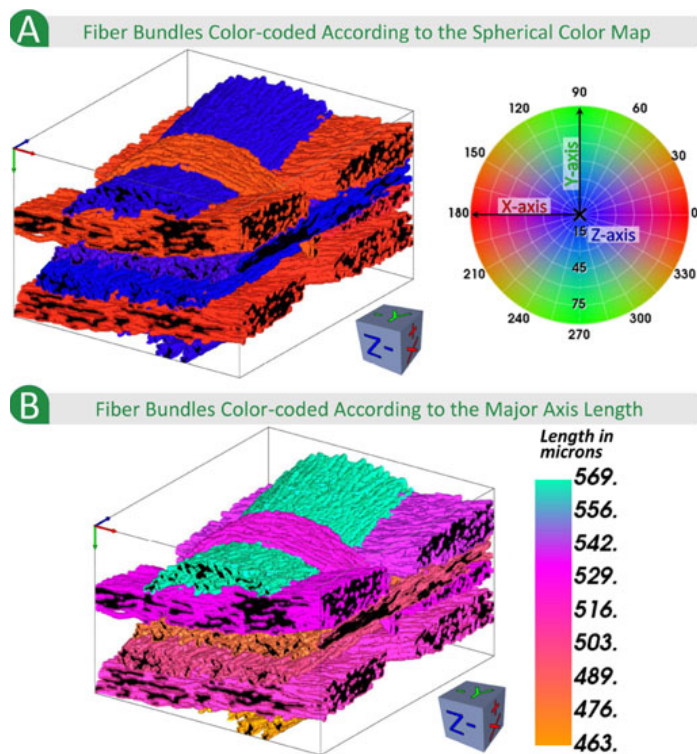 A
Fiber Bundles Color-coded According to the Spherical Color Map
90
120
60
150
30
180
0
210
330
240
300
270
Y-axis
X-axis
Z-axis
15
45
75
Z-
B
Fiber Bundles Color-coded According to the Major Axis Length
Length in
microns
569.
556.
542.
529.
516.
503.
489.
476.
463.
Z-